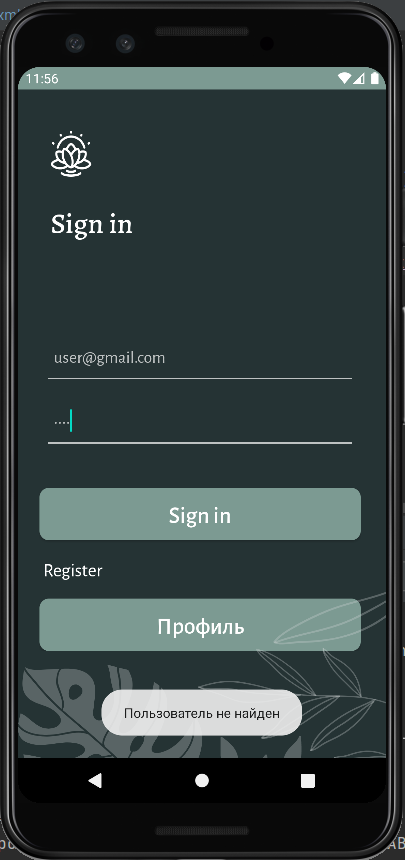 11:56
Sign in
user@gmail.com
....
Sign in
Register
Профиль
Пользователь не найден